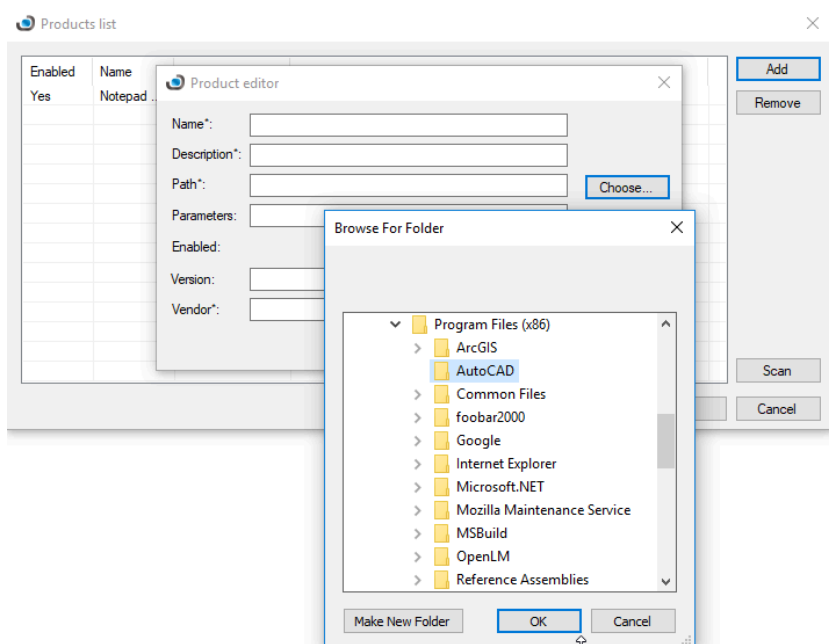 Products list
Enabled Name
Add
Yes Notepad ...
Remove
Product editor
Name*:
Description*:
Path*:
Choose...
Parameters:
Enabled:
Version:
Vendor*:
Scan
Cancel
Browse For Folder
Program Files (x86)
ArcGIS
AutoCAD
Common Files
foobar2000
Google
Internet Explorer
Microsoft.NET
Mozilla Maintenance Service
MSBuild
OpenLM
Reference Assemblies
Make New Folder OK Cancel